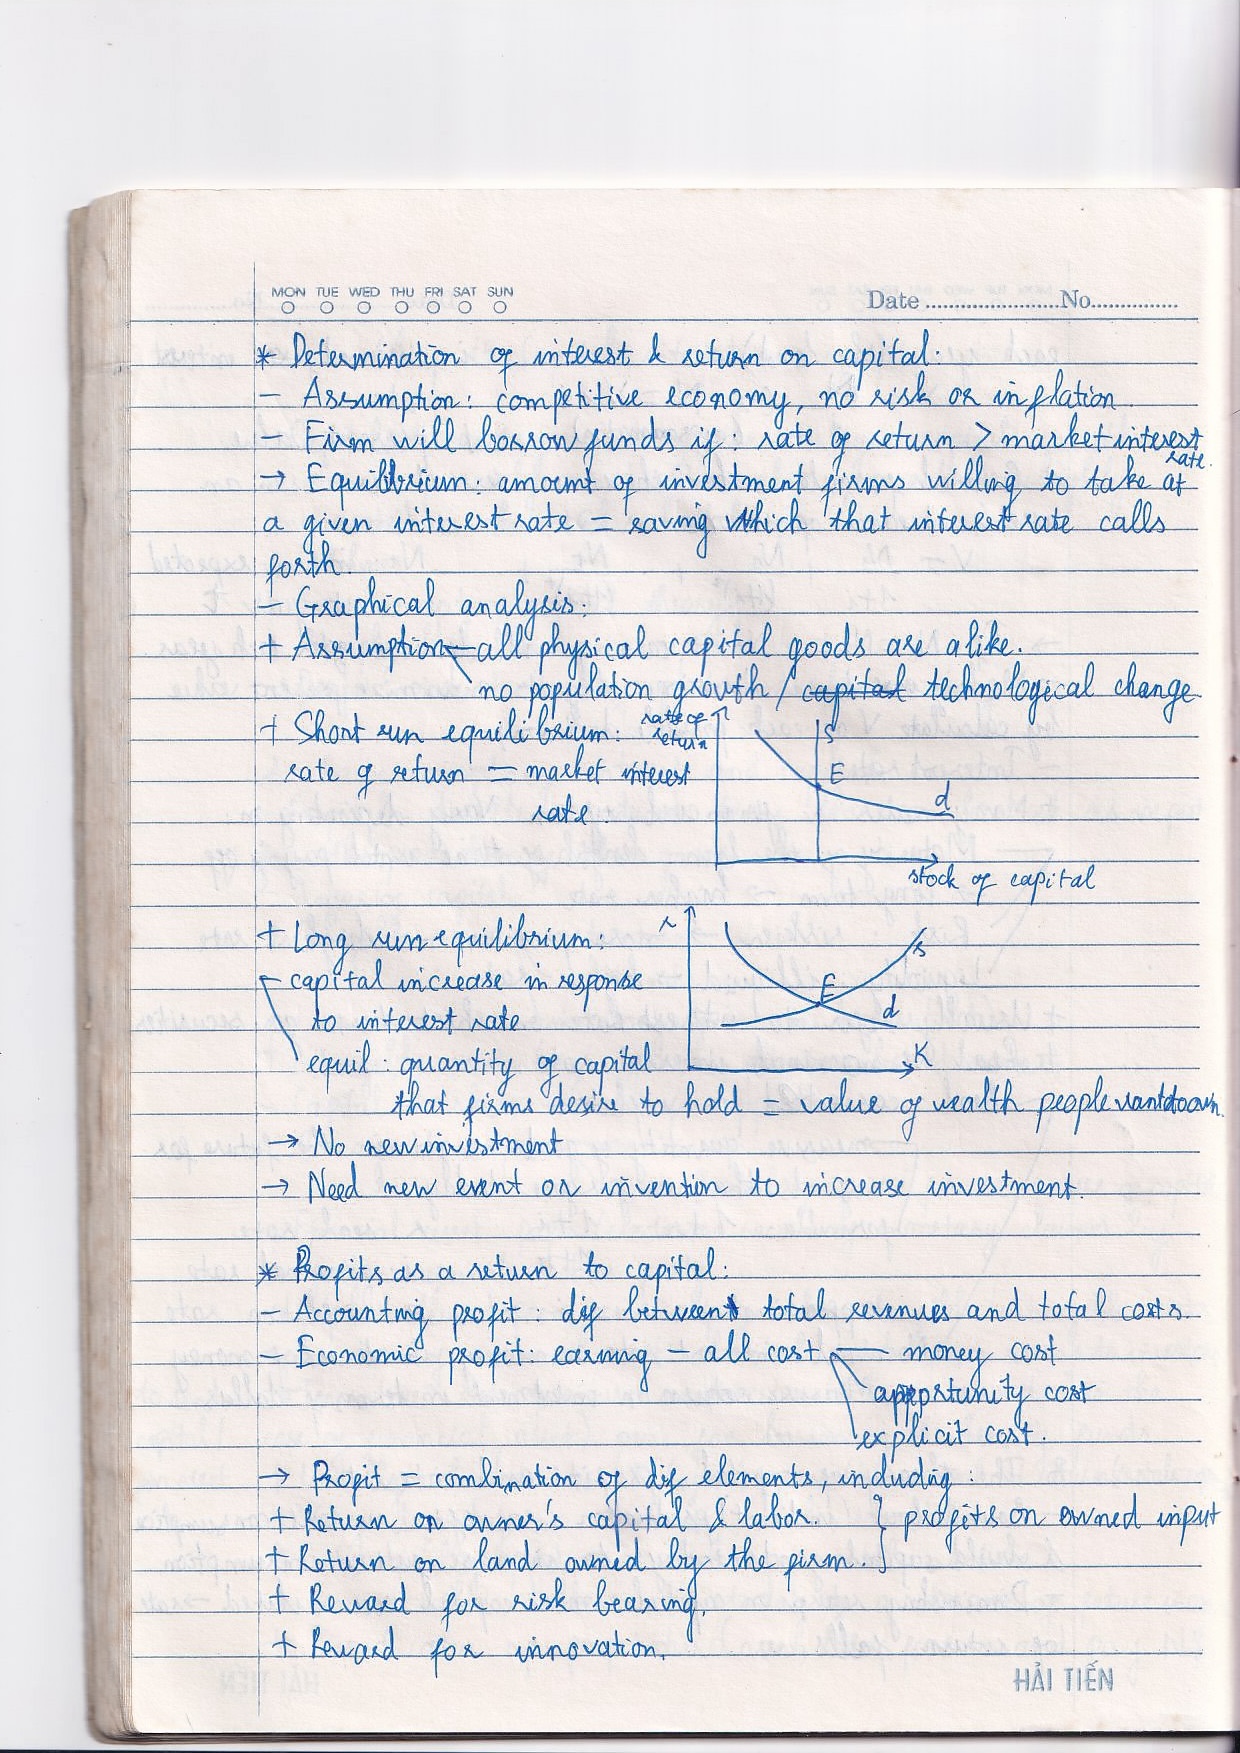 MON TUE WED THU FRI SAT SUN
Date ........................No................
* Determination of interest & return on capital:
- Assumption: competitive economy, no risk or inflation
- Firm will borrow funds if: rate of return > market interest rate.
→ Equilibrium: amount of investment firms willing to take at
a given interest rate = saving which that interest rate calls
forth.
- Graphical analysis:
+ Assumption — all physical capital goods are alike.
no population growth / capital technological change
+ Short run equilibrium:
rate of return = market interest
rate.
rate of
return
S
E
d
stock of capital
+ Long run equilibrium:
capital increase in response
to interest rate
equil: quantity of capital
that firms desire to hold = value of wealth people want to own.
r
s
E
d
K
→ No new investment
→ Need new event or invention to increase investment.
* Profits as a return to capital:
- Accounting profit: dif between total revenues and total costs.
- Economic profit: earning - all cost — money cost
opportunity cost
explicit cost.
→ Profit = combination of dif elements, including:
+ Return on owner's capital & labor. } profits on owned input
+ Return on land owned by the firm.
+ Reward for risk bearing.
+ Reward for innovation.
HẢI TIẾN